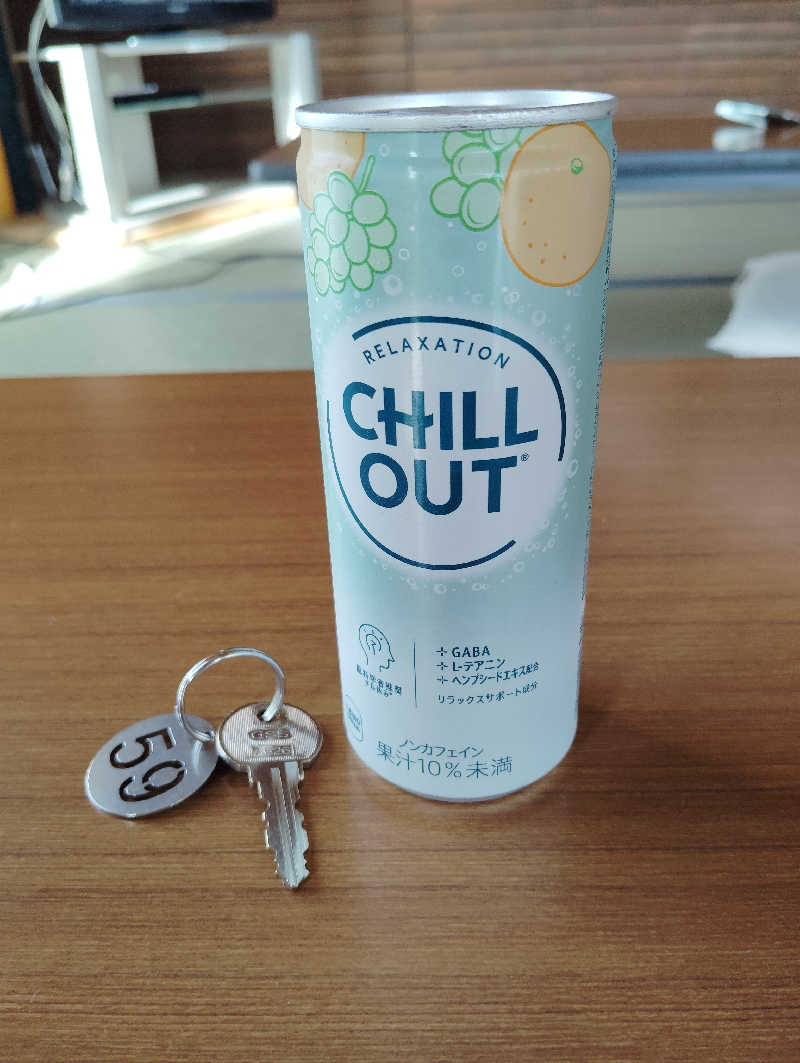 RELAXATION
CHILL
OUT®
GABA
L-テアニン
ヘンプシードエキス配合
リラックスサポート成分
ノンカフェイン
果汁10%未満
59